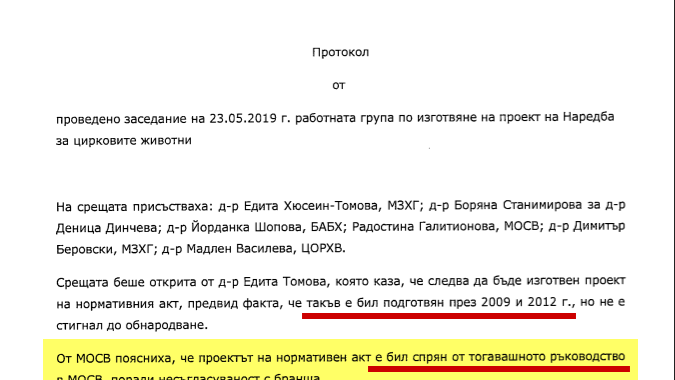 Протокол
от
проведено заседание на 23.05.2019 г. работната група по изготвяне на проект на Наредба
за цирковите животни
На срещата присъстваха: д-р Едита Хюсеин-Томова, МЗХГ; д-р Боряна Станимирова за д-р
Деница Динчева; д-р Йорданка Шопова, БАБХ; Радостина Галитионова, МОСВ; д-р Димитър
Беровски, МЗХГ; д-р Мадлен Василева, ЦОРХВ.
Срещата беше открита от д-р Едита Томова, която каза, че следва да бъде изготвен проект
на нормативния акт, предвид факта, че такъв е бил подготвян през 2009 и 2012 г., но не е
стигнал до обнародване.
От МОСВ поясниха, че проектът на нормативен акт е бил спрян от тогавашното ръководство
в МОСВ, поради несъгласуваност с бранша.